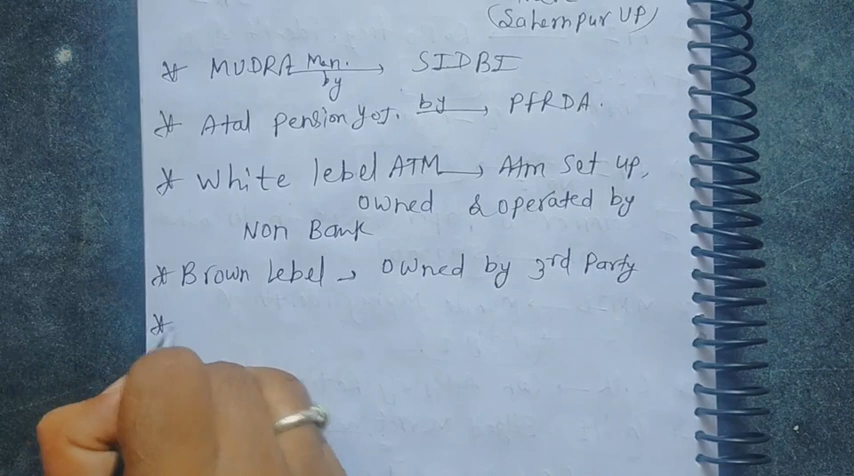 (Sahernpur UP)
* MUDRA Man. by → SIDBI
* Atal Pension Yoj. by → PFRDA.
* White lebel ATM → Atm Set up,
owned & operated by
Non Bank
* Brown Lebel → owned by 3rd Party
*